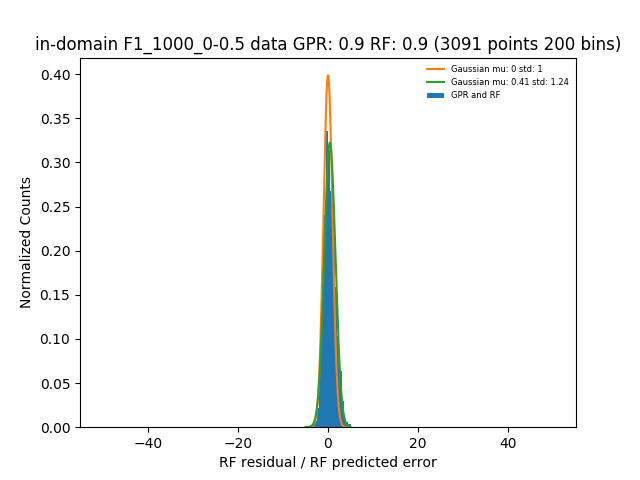 in-domain F1_1000_0-0.5 data GPR: 0.9 RF: 0.9 (3091 points 200 bins)
Gaussian mu: 0 std: 1
Gaussian mu: 0.41 std: 1.24
GPR and RF
0.40
0.35
0.30
0.25
0.20
0.15
0.10
0.05
0.00
Normalized Counts
−40 −20 0 20 40
RF residual / RF predicted error